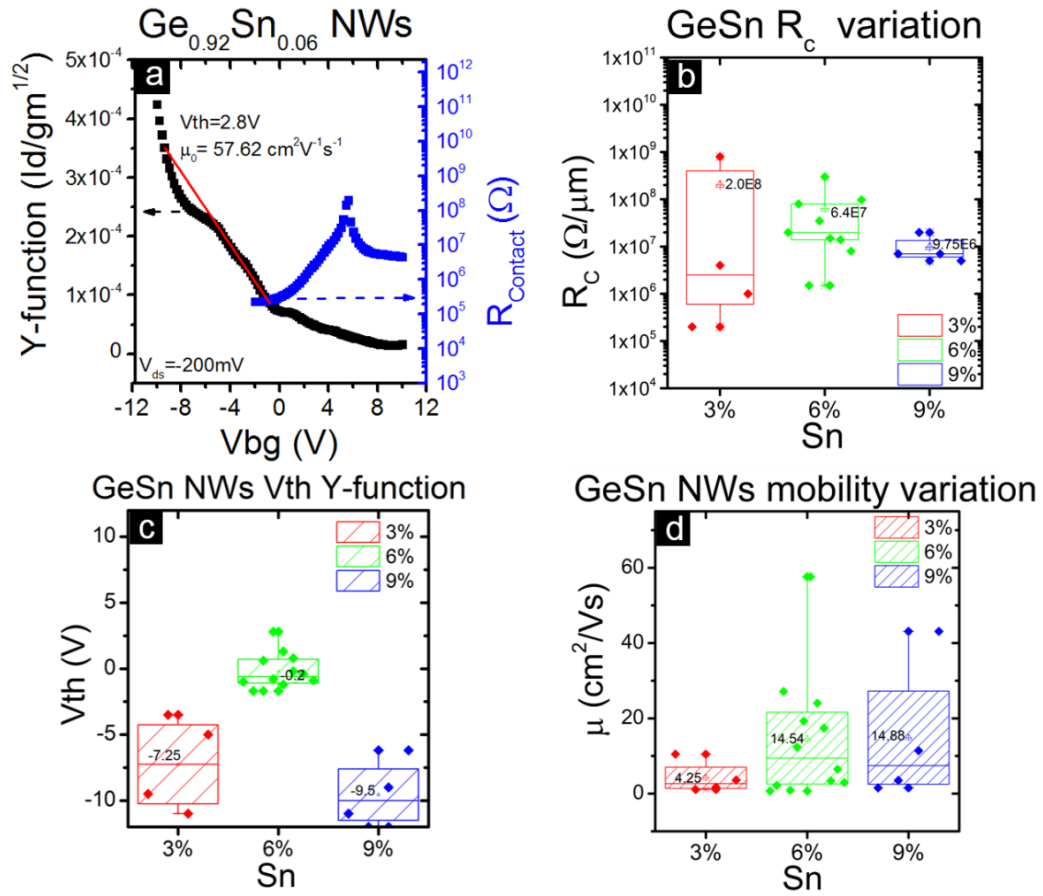 Ge0.92Sn0.06 NWs
a
Y-function (Id/gm1/2)
5x10-4
4x10-4
3x10-4
2x10-4
1x10-4
0
Vth=2.8V
μ0= 57.62 cm2V-1s-1
Vds=-200mV
-12 -8 -4 0 4 8 12
Vbg (V)
1012
1011
1010
109
108
107
106
105
104
103
RContact (Ω)
GeSn Rc variation
b
RC (Ω/μm)
1x1011
1x1010
1x109
1x108
1x107
1x106
1x105
1x104
2.0E8
6.4E7
9.75E6
3%
6%
9%
3% 6% 9%
Sn
GeSn NWs Vth Y-function
c
Vth (V)
10
5
0
-5
-10
3%
6%
9%
-7.25
-0.2
-9.5
3% 6% 9%
Sn
GeSn NWs mobility variation
d
μ (cm2/Vs)
60
40
20
0
3%
6%
9%
4.25
14.54
14.88
3% 6% 9%
Sn